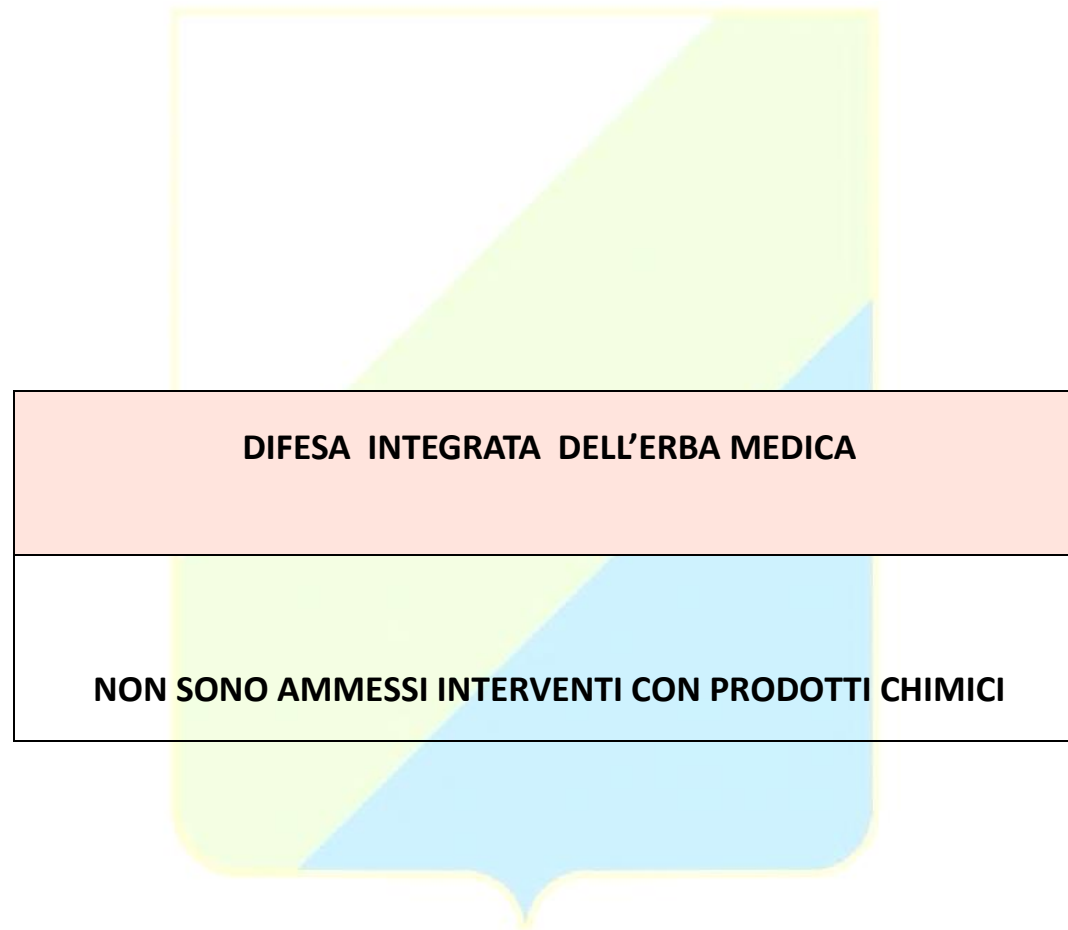 DIFESA INTEGRATA DELL’ERBA MEDICA
NON SONO AMMESSI INTERVENTI CON PRODOTTI CHIMICI